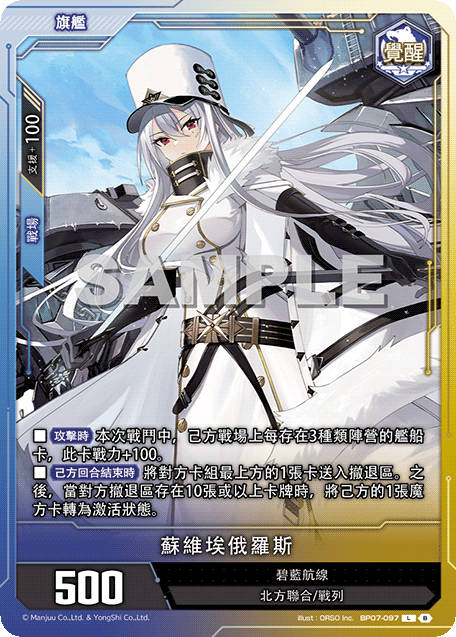 旗艦
覺醒
支援+ 100
戰場
SAMPLE
■ 攻擊時 本次戰鬥中，己方戰場上每存在3種類陣營的艦船
卡，此卡戰力+100。
■ 己方回合結束時 將對方卡組最上方的1張卡送入撤退區。之
後，當對方撤退區存在10張或以上卡牌時，將己方的1張魔
方卡轉為激活狀態。
蘇維埃俄羅斯
500
碧藍航線
北方聯合/戰列
© Manjuu Co.,Ltd. & YongShi Co.,Ltd.
illust：ORSO Inc. BP07-097 L B